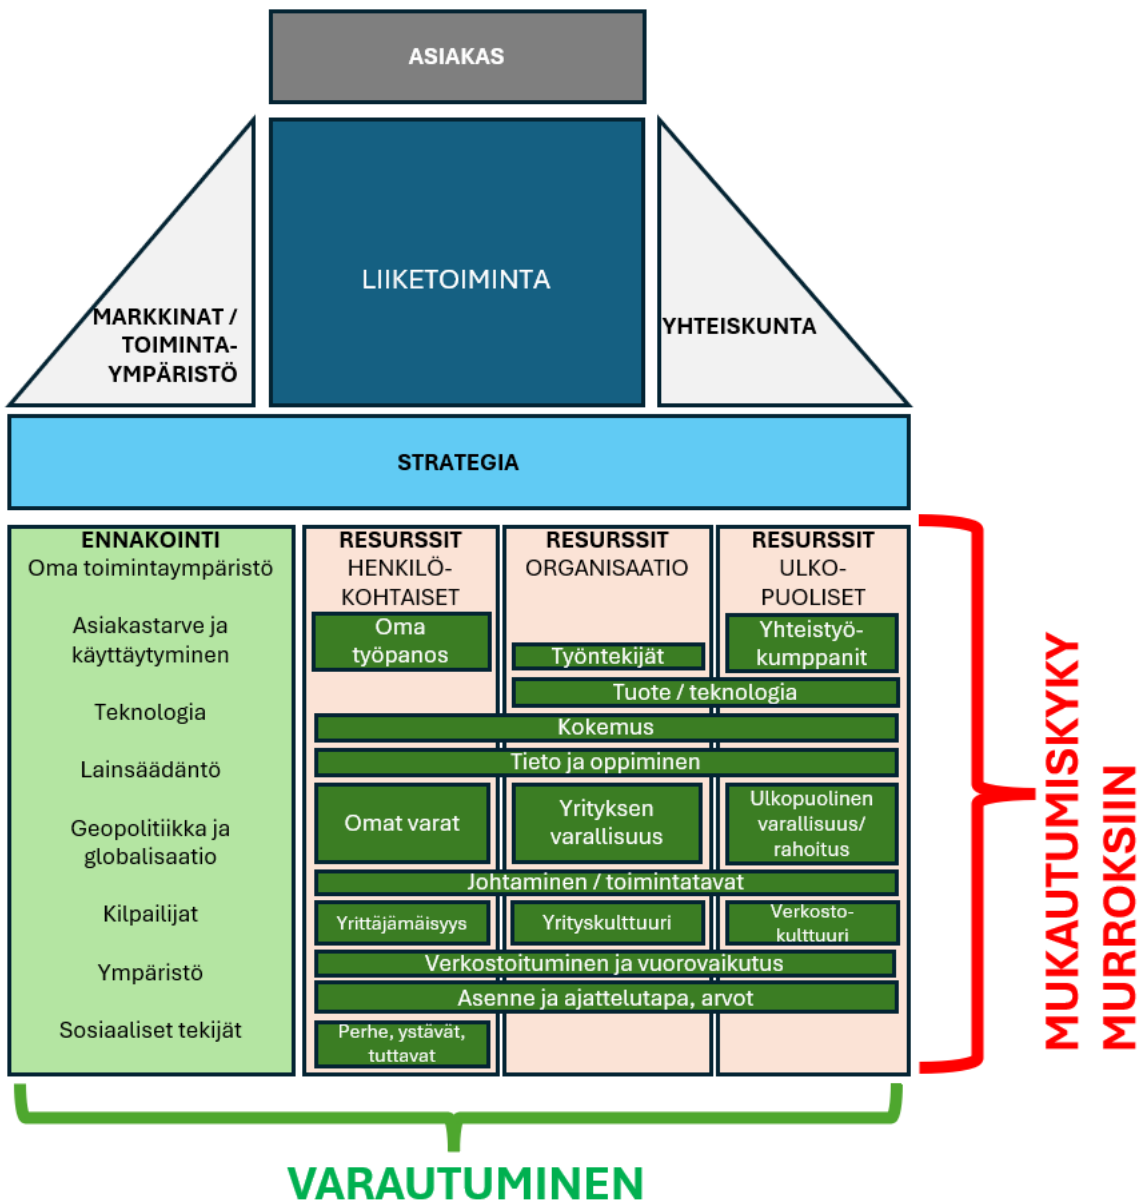 ASIAKAS
LIIKETOIMINTA
MARKKINAT /
TOIMINTA-
YMPÄRISTÖ
YHTEISKUNTA
STRATEGIA
ENNAKOINTI
Oma toimintaympäristö
Asiakastarve ja
käyttäytyminen
Teknologia
Lainsäädäntö
Geopolitiikka ja
globalisaatio
Kilpailijat
Ympäristö
Sosiaaliset tekijät
RESURSSIT
HENKILÖ-
KOHTAISET
RESURSSIT
ORGANISAATIO
RESURSSIT
ULKO-
PUOLISET
Oma
työpanos
Työntekijät
Yhteistyö-
kumppanit
Tuote / teknologia
Kokemus
Tieto ja oppiminen
Omat varat
Yrityksen
varallisuus
Ulkopuolinen
varallisuus/
rahoitus
Johtaminen / toimintatavat
Yrittäjämäisyys
Yrityskulttuuri
Verkosto-
kulttuuri
Verkostoituminen ja vuorovaikutus
Asenne ja ajattelutapa, arvot
Perhe, ystävät,
tuttavat
MUKAUTUMISKYKY
MURROKSIIN
VARAUTUMINEN